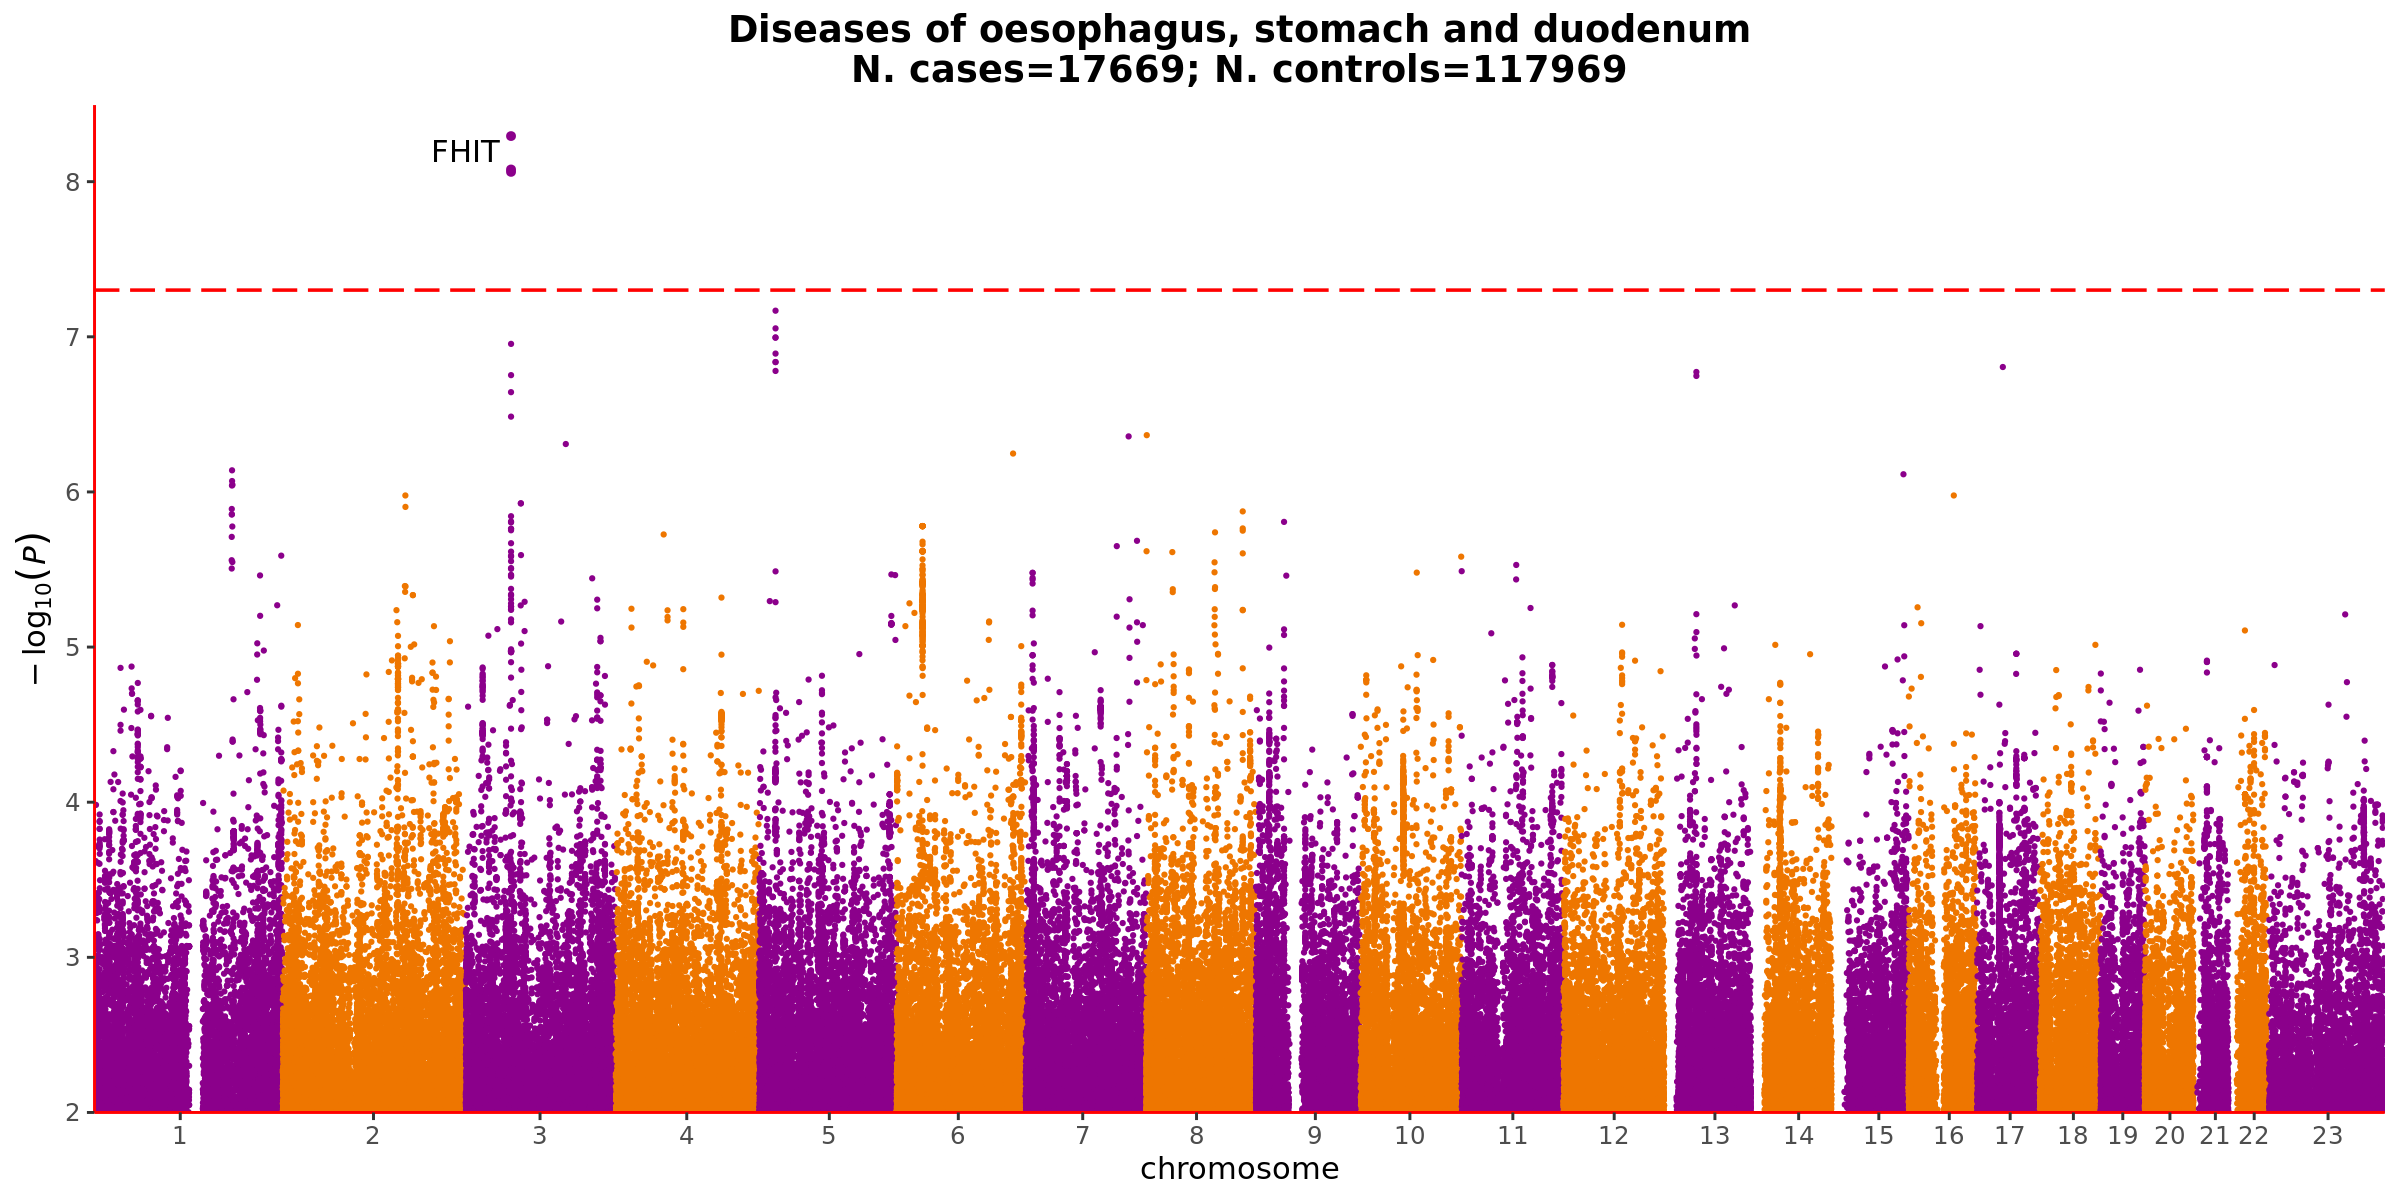 Diseases of oesophagus, stomach and duodenum
N. cases=17669; N. controls=117969
FHIT
8
7
6
5
4
3
2
− log10(P)
1 2 3 4 5 6 7 8 9 10 11 12 13 14 15 16 17 18 19 20 21 22 23
chromosome